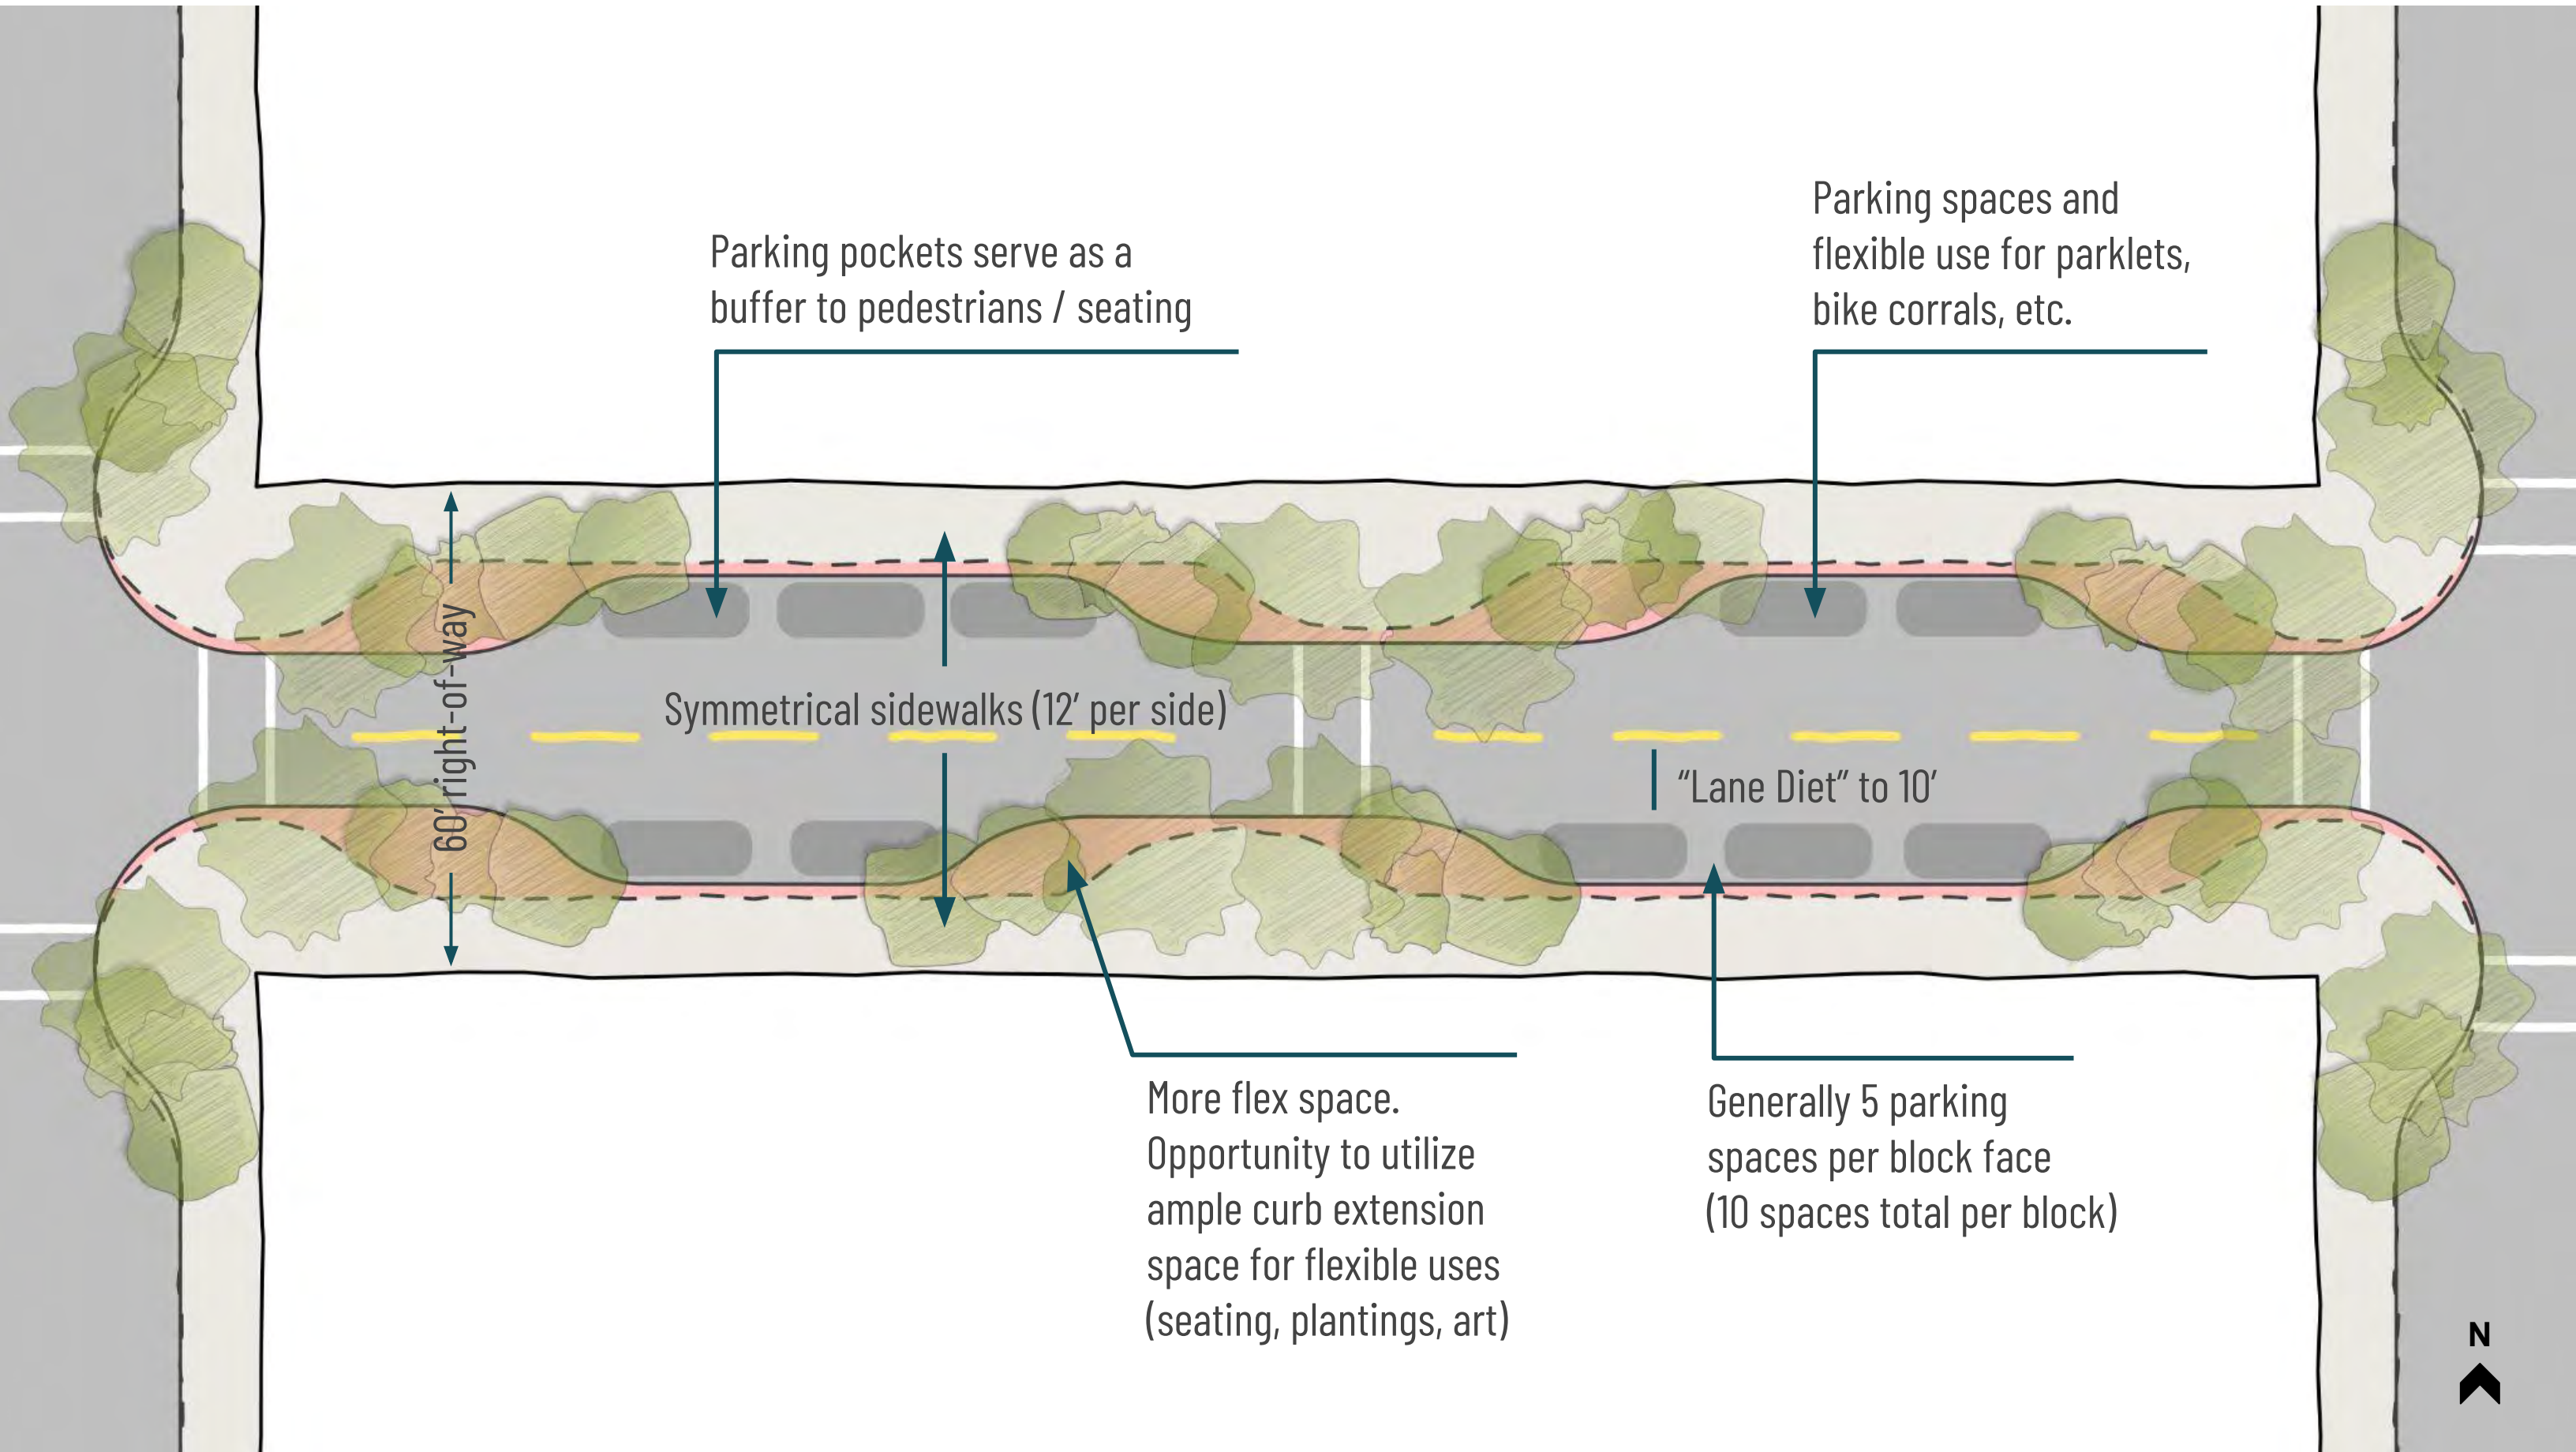 Parking spaces and
flexible use for parklets,
bike corrals, etc.
Parking pockets serve as a
buffer to pedestrians / seating
60’ right-of-way
Symmetrical sidewalks (12’ per side)
“Lane Diet” to 10’
More flex space.
Opportunity to utilize
ample curb extension
space for flexible uses
(seating, plantings, art)
Generally 5 parking
spaces per block face
(10 spaces total per block)
N